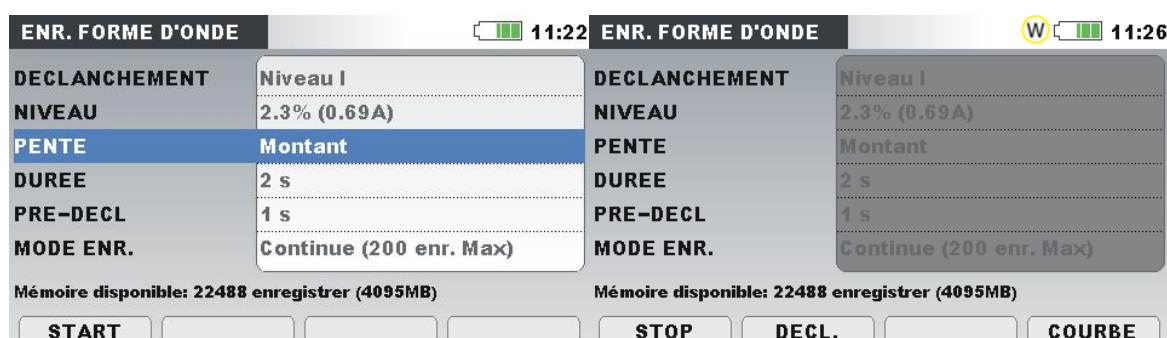 ENR. FORME D'ONDE 11:22
DECLANCHEMENT Niveau I
NIVEAU 2.3% (0.69A)
PENTE Montant
DUREE 2 s
PRE-DECL 1 s
MODE ENR. Continue (200 enr. Max)
Mémoire disponible: 22488 enregistrer (4095MB)
START
ENR. FORME D'ONDE W 11:26
DECLANCHEMENT Niveau I
NIVEAU 2.3% (0.69A)
PENTE Montant
DUREE 2 s
PRE-DECL 1 s
MODE ENR. Continue (200 enr. Max)
Mémoire disponible: 22488 enregistrer (4095MB)
STOP DECL. COURBE